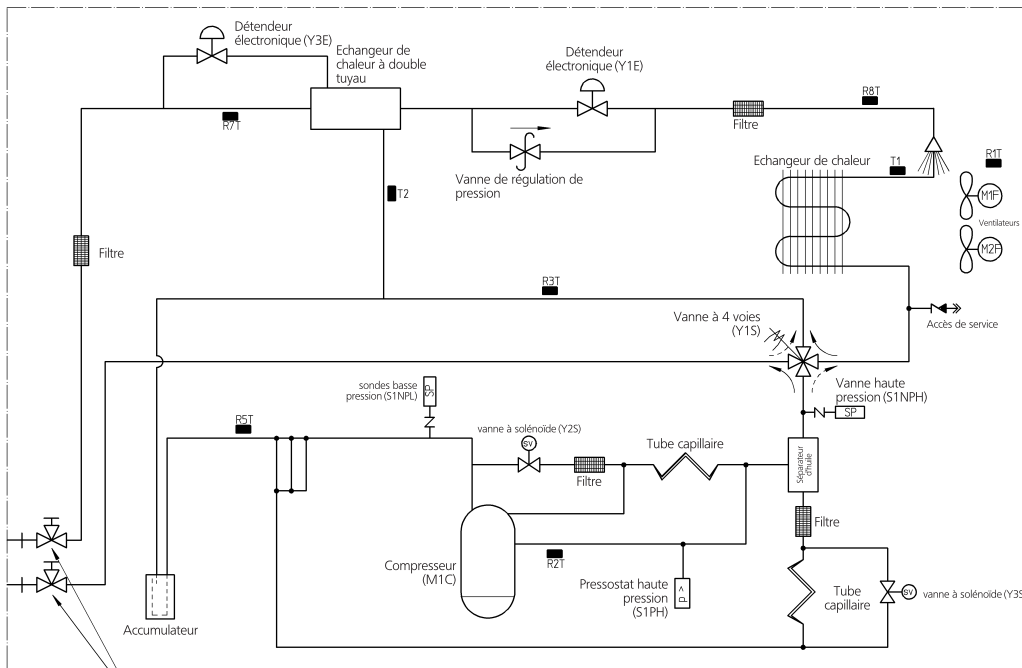 Détendeur
électronique (Y3E)
Echangeur de
chaleur à double
tuyau
Détendeur
électronique (Y1E)
R7T
Filtre
R8T
Vanne de régulation de
pression
Echangeur de chaleur
T1
R1T
M1F
Ventilateurs
M2F
T2
Filtre
R3T
Vanne à 4 voies
(Y1S)
Accès de service
sondes basse
pression (S1NPL)
SP
Vanne haute
pression (S1NPH)
SP
R5T
vanne à solénoïde (Y2S)
SV
Tube capillaire
Filtre
Séparateur
d'huile
Filtre
Compresseur
(M1C)
R2T
Pressostat haute
pression
(S1PH)
P >
Tube
capillaire
SV
vanne à solénoïde (Y3S
Accumulateur